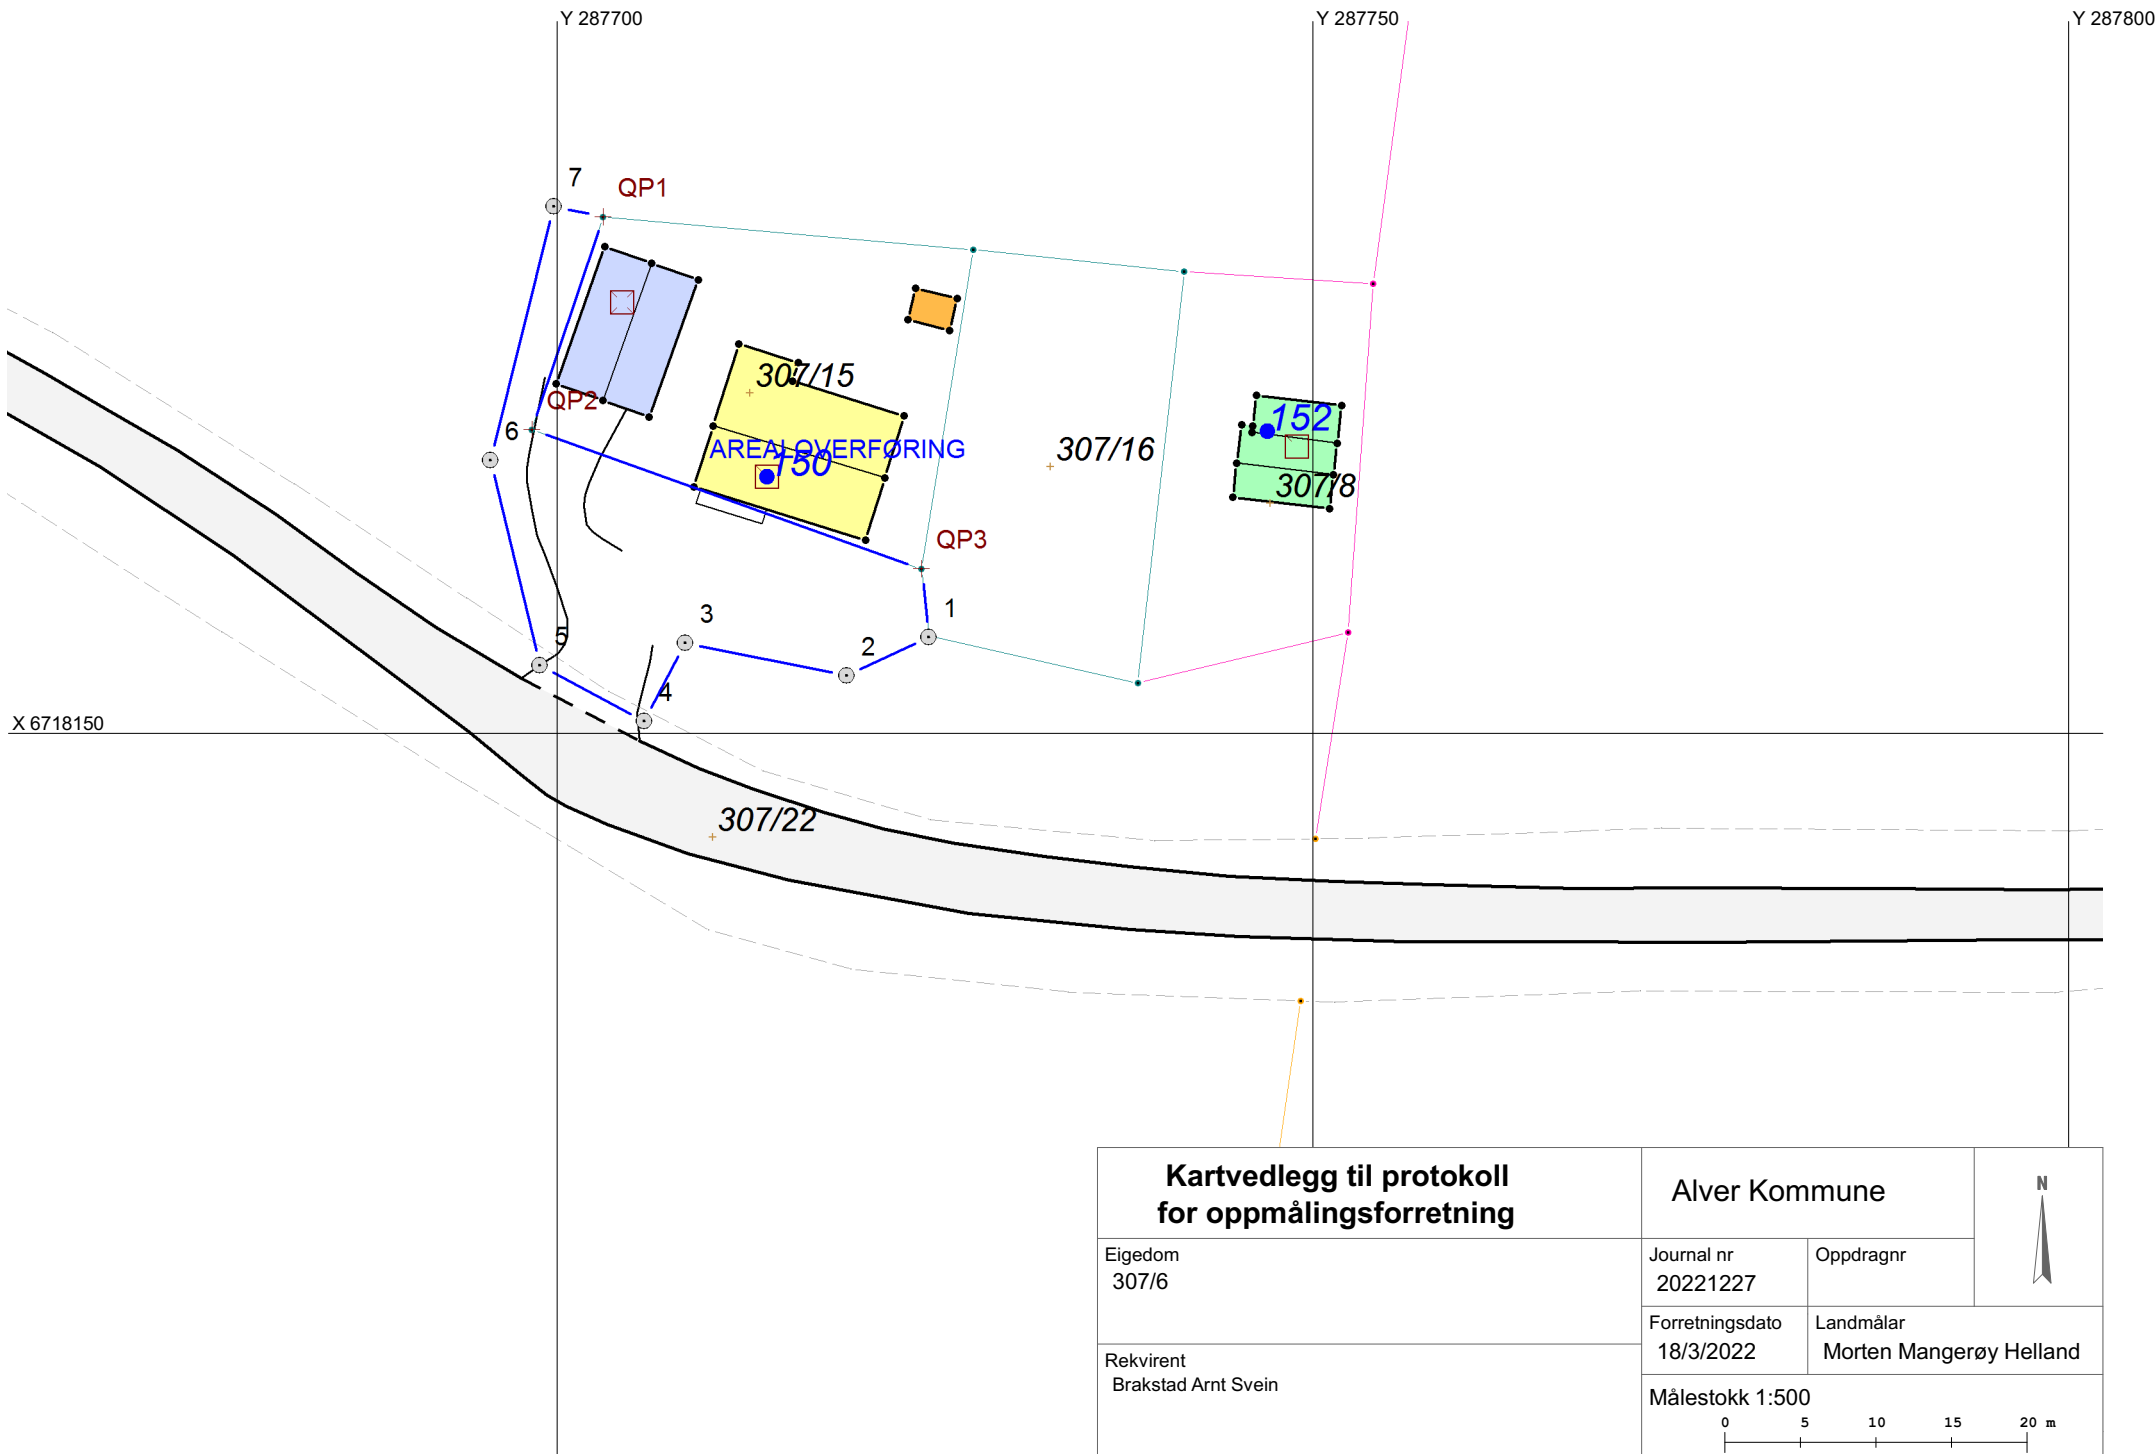 Y 287700
Y 287750
Y 287800
7
QP1
307/15
QP2
6
AREALOVERFØRING
150
307/16
152
307/8
QP3
1
3
2
5
4
X 6718150
307/22
Kartvedlegg til protokoll
for oppmålingsforretning
Alver Kommune
N
Eigedom
307/6
Journal nr
20221227
Oppdragnr
Forretningsdato
18/3/2022
Landmålar
Morten Mangerøy Helland
Rekvirent
Brakstad Arnt Svein
Målestokk 1:500
0 5 10 15 20 m